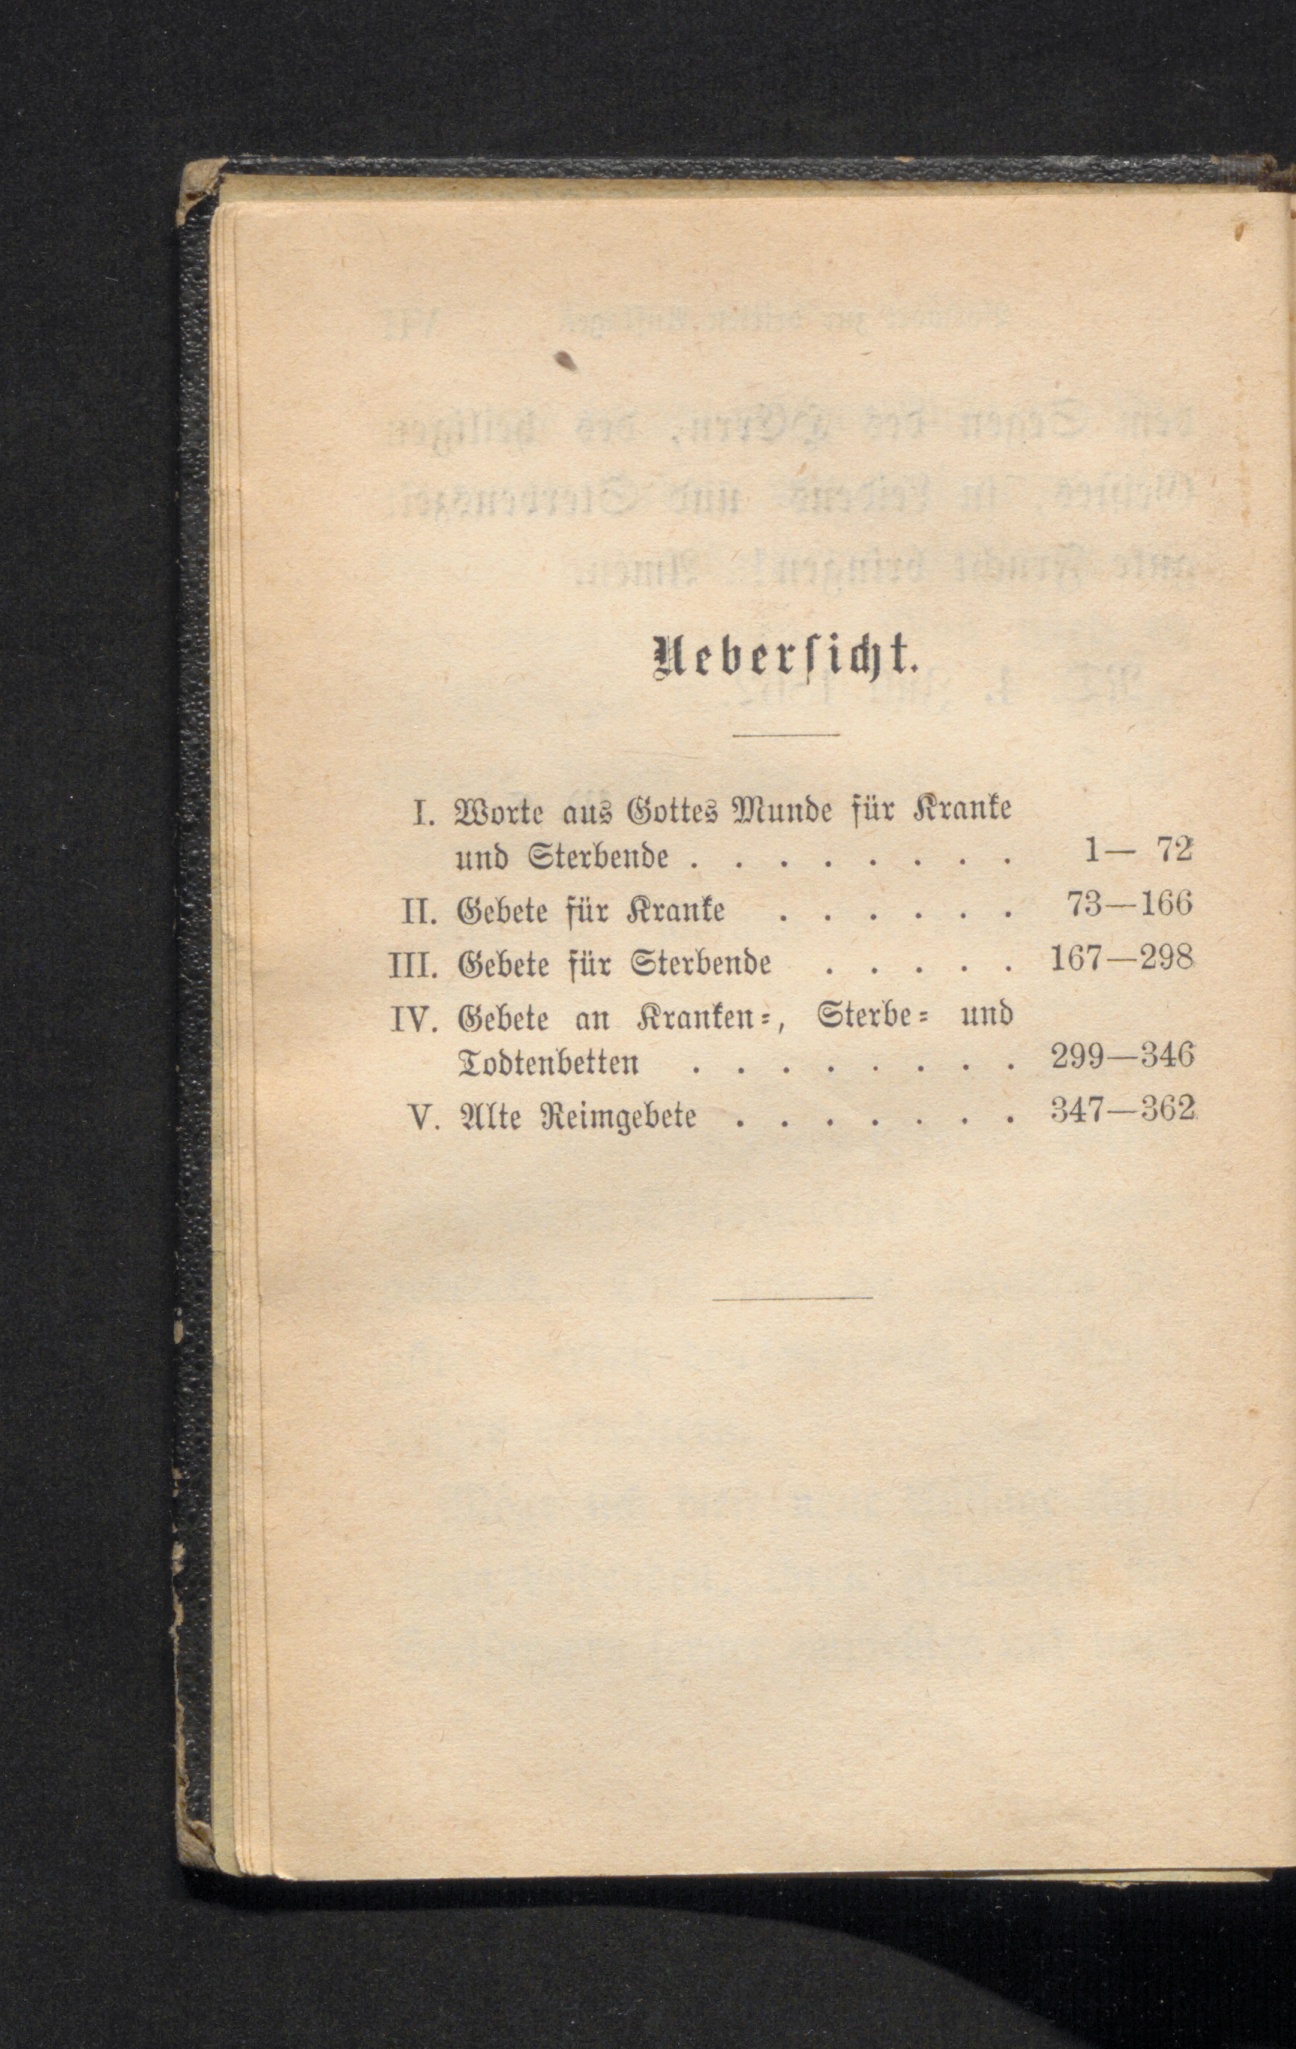 Uebersicht.
I. Worte aus Gottes Munde für Kranke
und Sterbende . . . . . . . . 1— 72
II. Gebete für Kranke . . . . . . 73—166
III. Gebete für Sterbende . . . . . 167—298
IV. Gebete an Kranken-, Sterbe- und
Todtenbetten . . . . . . . . 299—346
V. Alte Reimgebete . . . . . . . 347—362